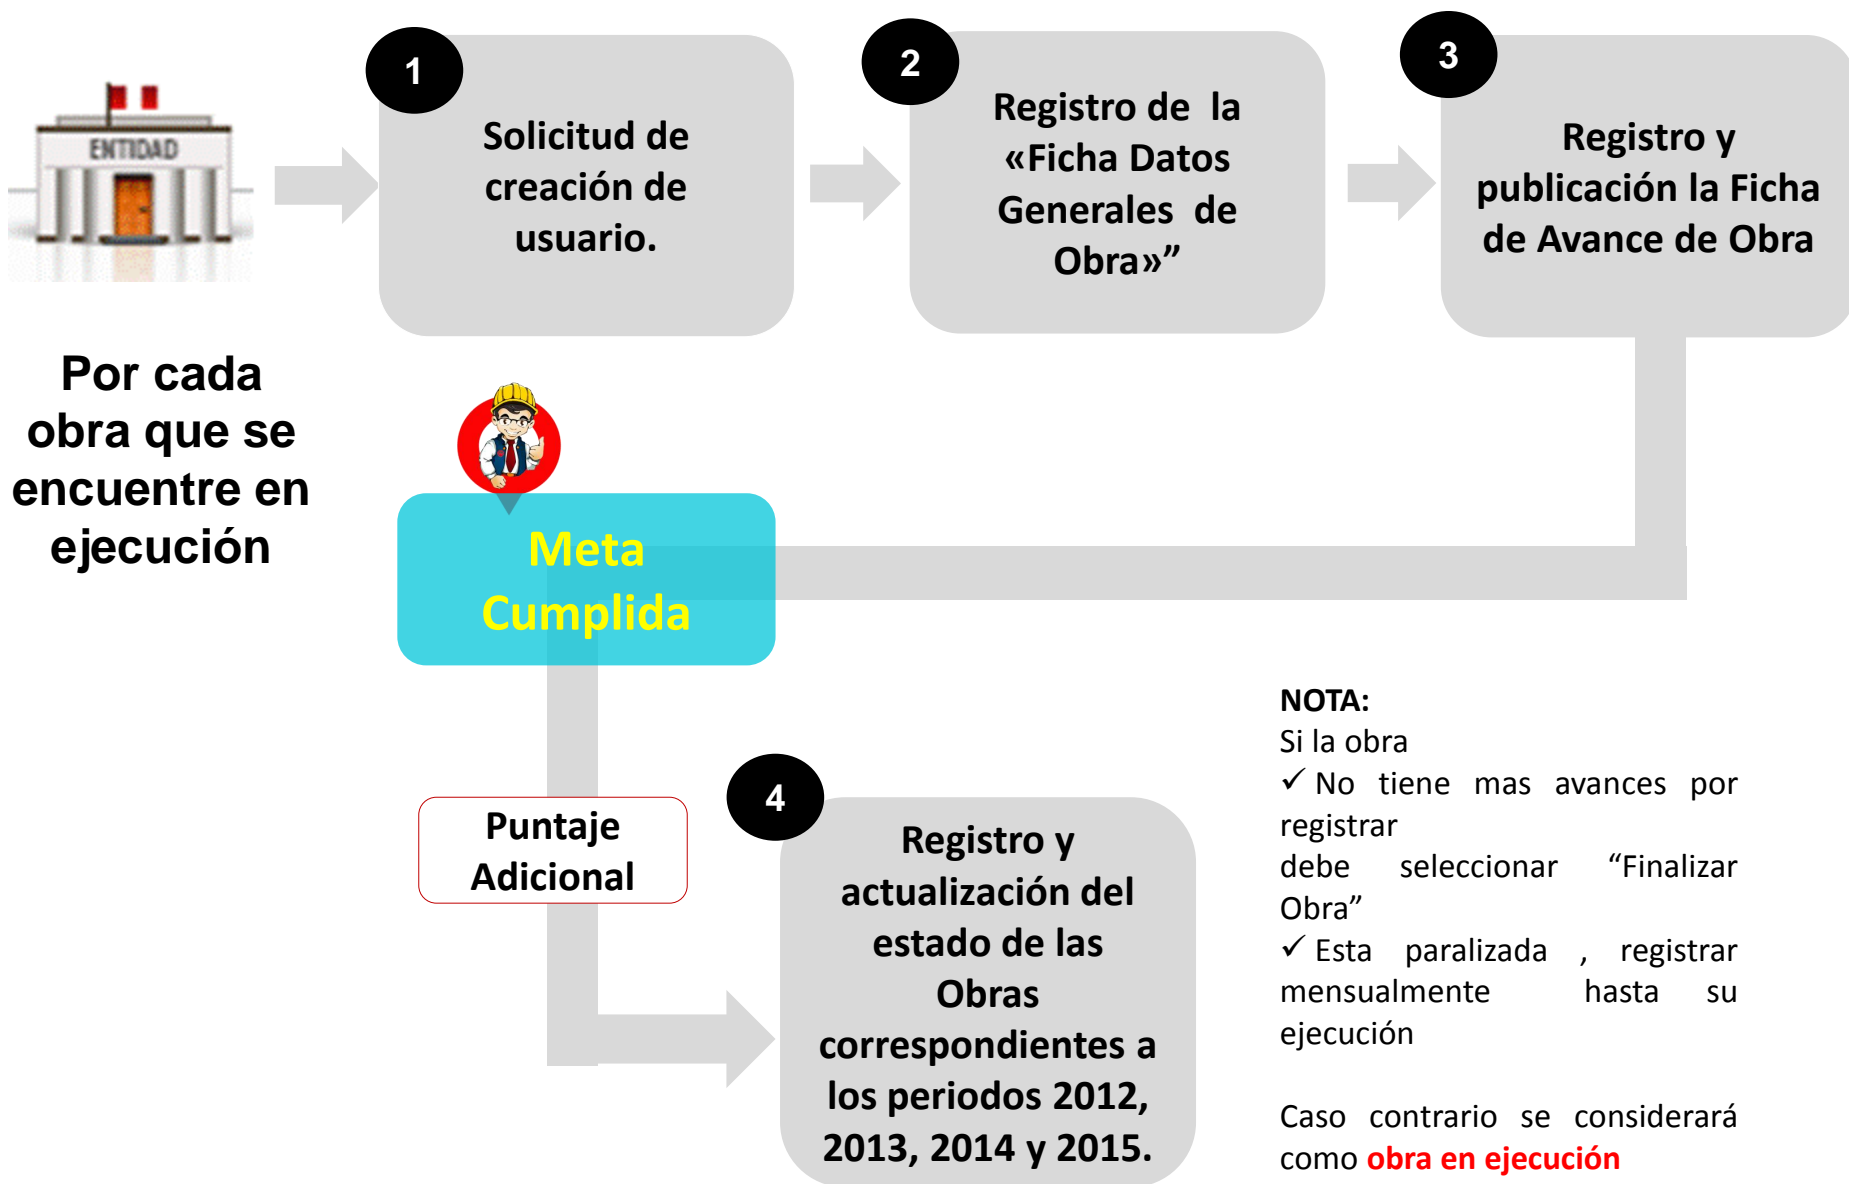 ENTIDAD
Por cada
obra que se
encuentre en
ejecución
1
Solicitud de
creación de
usuario.
2
Registro de la
«Ficha Datos
Generales de
Obra»”
3
Registro y
publicación la Ficha
de Avance de Obra
Meta
Cumplida
Puntaje
Adicional
4
Registro y
actualización del
estado de las
Obras
correspondientes a
los periodos 2012,
2013, 2014 y 2015.
NOTA:
Si la obra
✓ No tiene mas avances por
registrar
debe seleccionar “Finalizar
Obra”
✓ Esta paralizada , registrar
mensualmente hasta su
ejecución
Caso contrario se considerará
como obra en ejecución